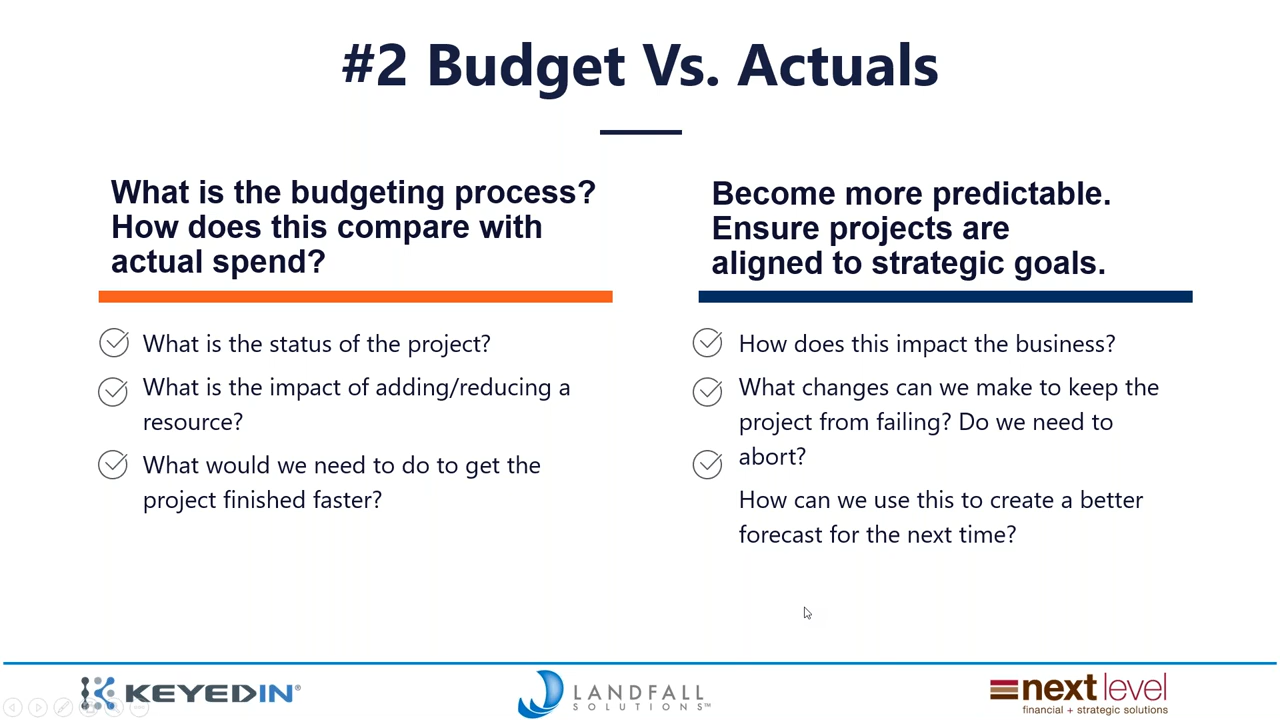 #2 Budget Vs. Actuals
What is the budgeting process?
How does this compare with
actual spend?
What is the status of the project?
What is the impact of adding/reducing a
resource?
What would we need to do to get the
project finished faster?
Become more predictable.
Ensure projects are
aligned to strategic goals.
How does this impact the business?
What changes can we make to keep the
project from failing? Do we need to
abort?
How can we use this to create a better
forecast for the next time?
KEYEDIN®
LANDFALL
SOLUTIONS™
next level
financial + strategic solutions